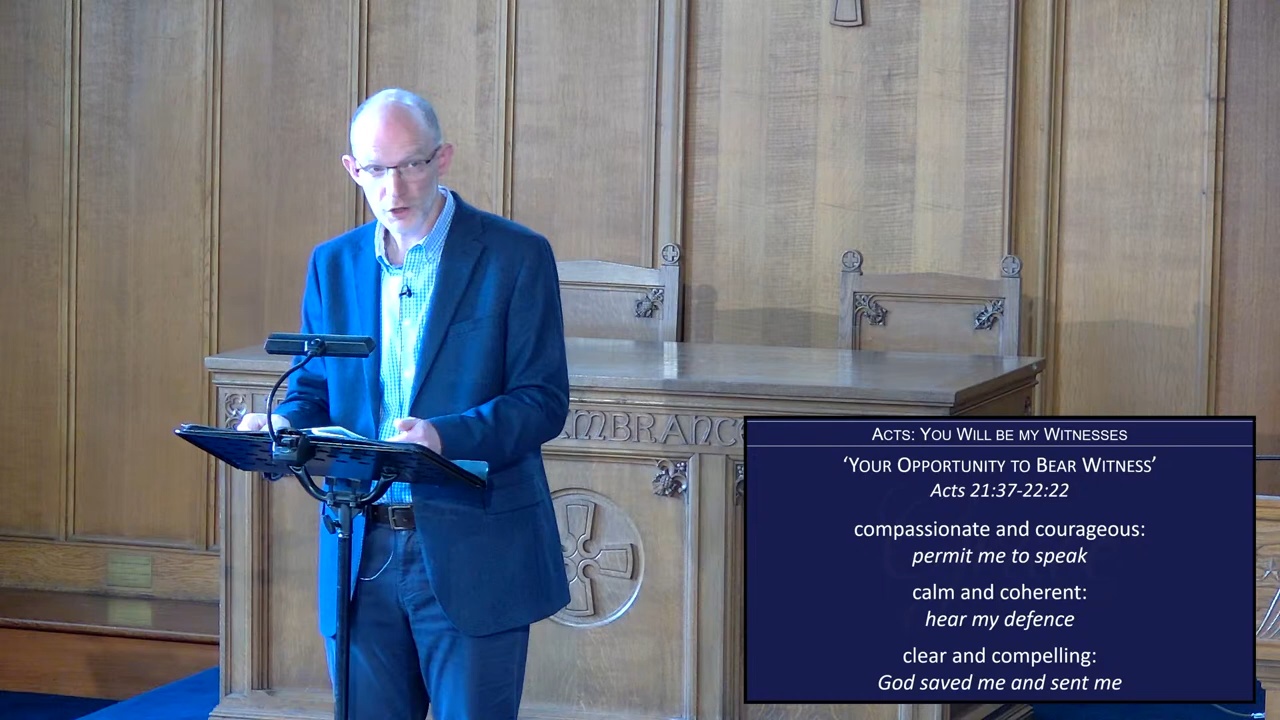 ACTS: YOU WILL BE MY WITNESSES
‘YOUR OPPORTUNITY TO BEAR WITNESS’
Acts 21:37-22:22
compassionate and courageous:
permit me to speak
calm and coherent:
hear my defence
clear and compelling:
God saved me and sent me